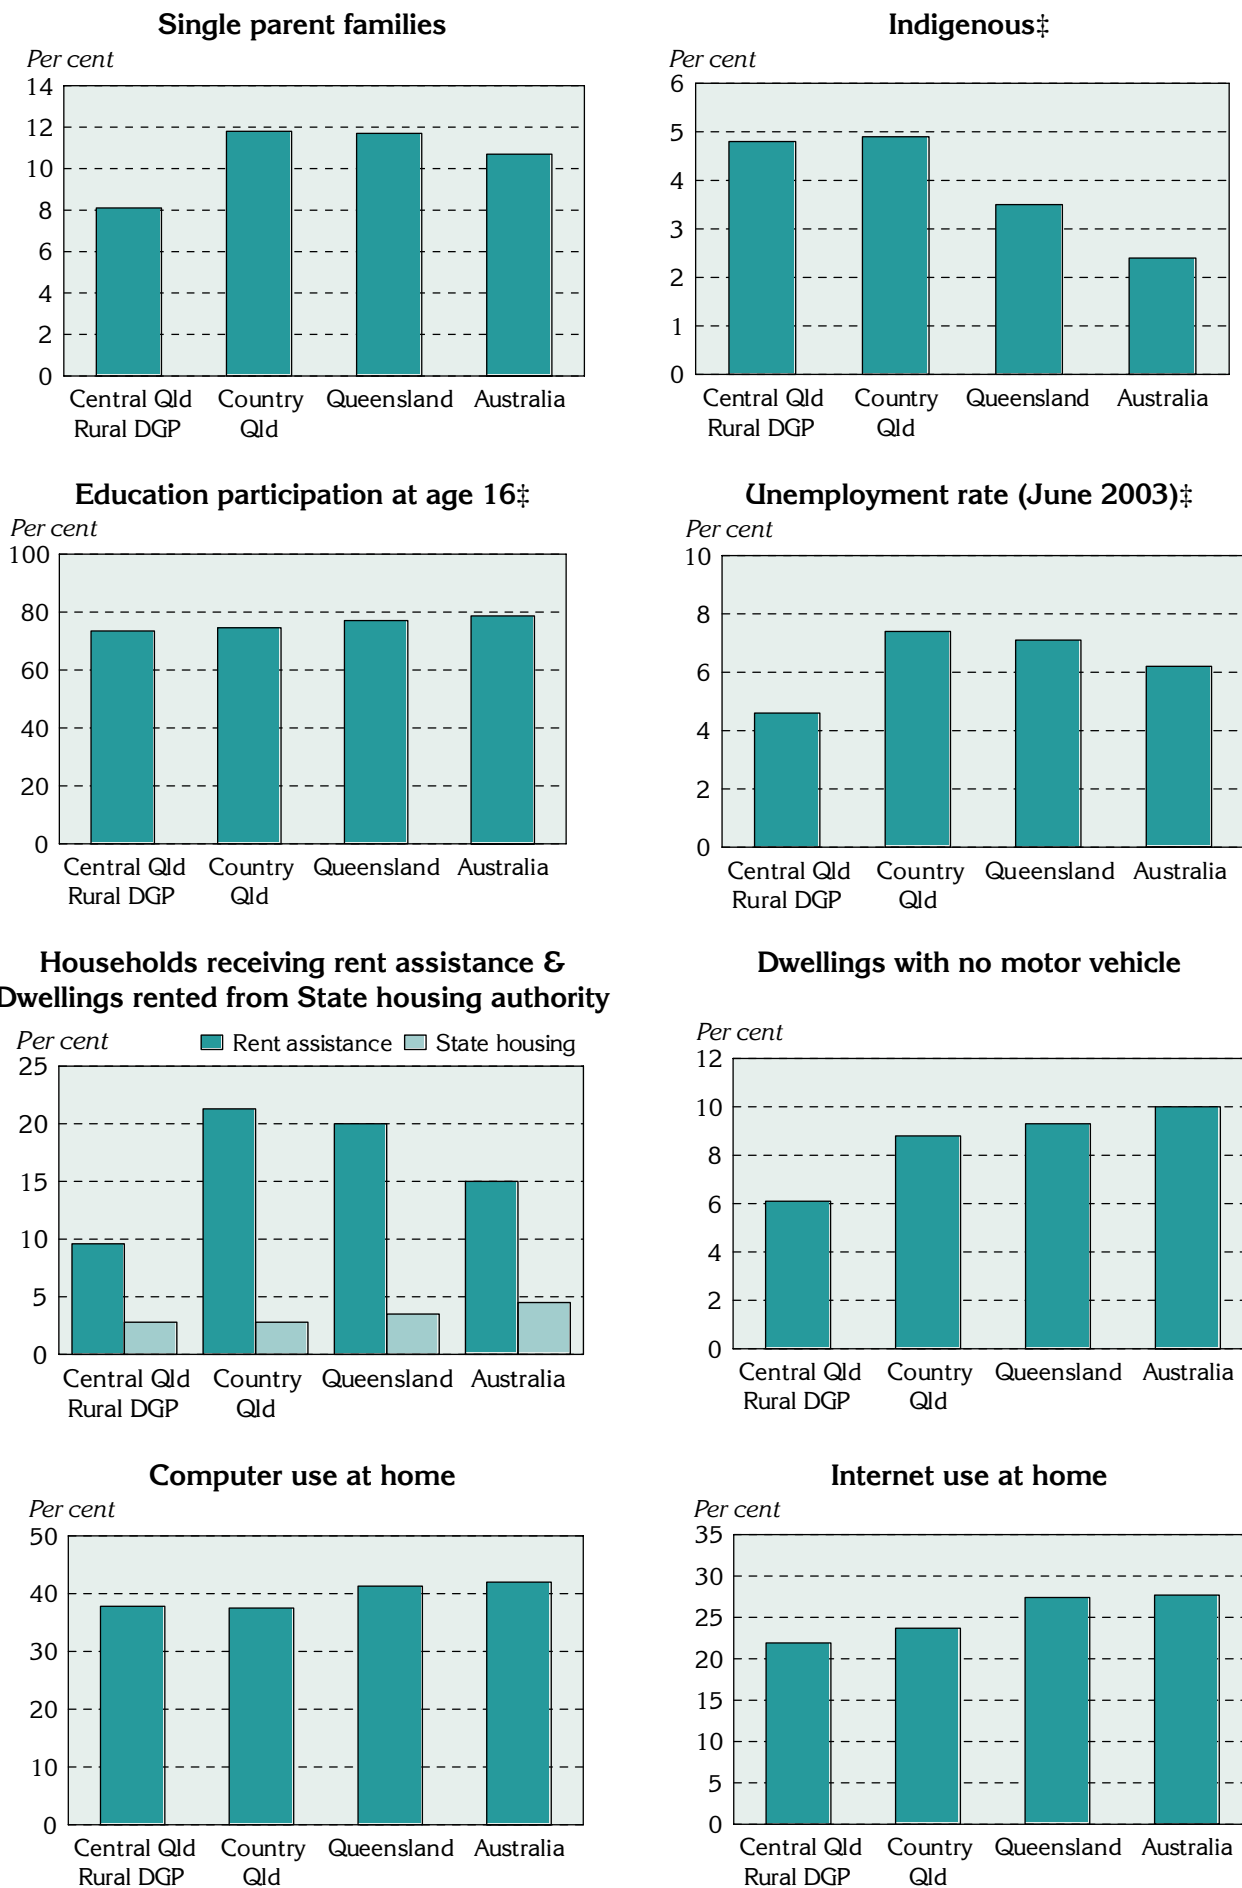 Single parent families
Per cent
14
12
10
8
6
4
2
0
Central Qld Country Queensland Australia
Rural DGP Qld
Indigenous‡
Per cent
6
5
4
3
2
1
0
Central Qld Country Queensland Australia
Rural DGP Qld
Education participation at age 16‡
Per cent
100
80
60
40
20
0
Central Qld Country Queensland Australia
Rural DGP Qld
Unemployment rate (June 2003)‡
Per cent
10
8
6
4
2
0
Central Qld Country Queensland Australia
Rural DGP Qld
Households receiving rent assistance &
Dwellings rented from State housing authority
Per cent Rent assistance State housing
25
20
15
10
5
0
Central Qld Country Queensland Australia
Rural DGP Qld
Dwellings with no motor vehicle
Per cent
12
10
8
6
4
2
0
Central Qld Country Queensland Australia
Rural DGP Qld
Computer use at home
Per cent
50
40
30
20
10
0
Central Qld Country Queensland Australia
Rural DGP Qld
Internet use at home
Per cent
35
30
25
20
15
10
5
0
Central Qld Country Queensland Australia
Rural DGP Qld